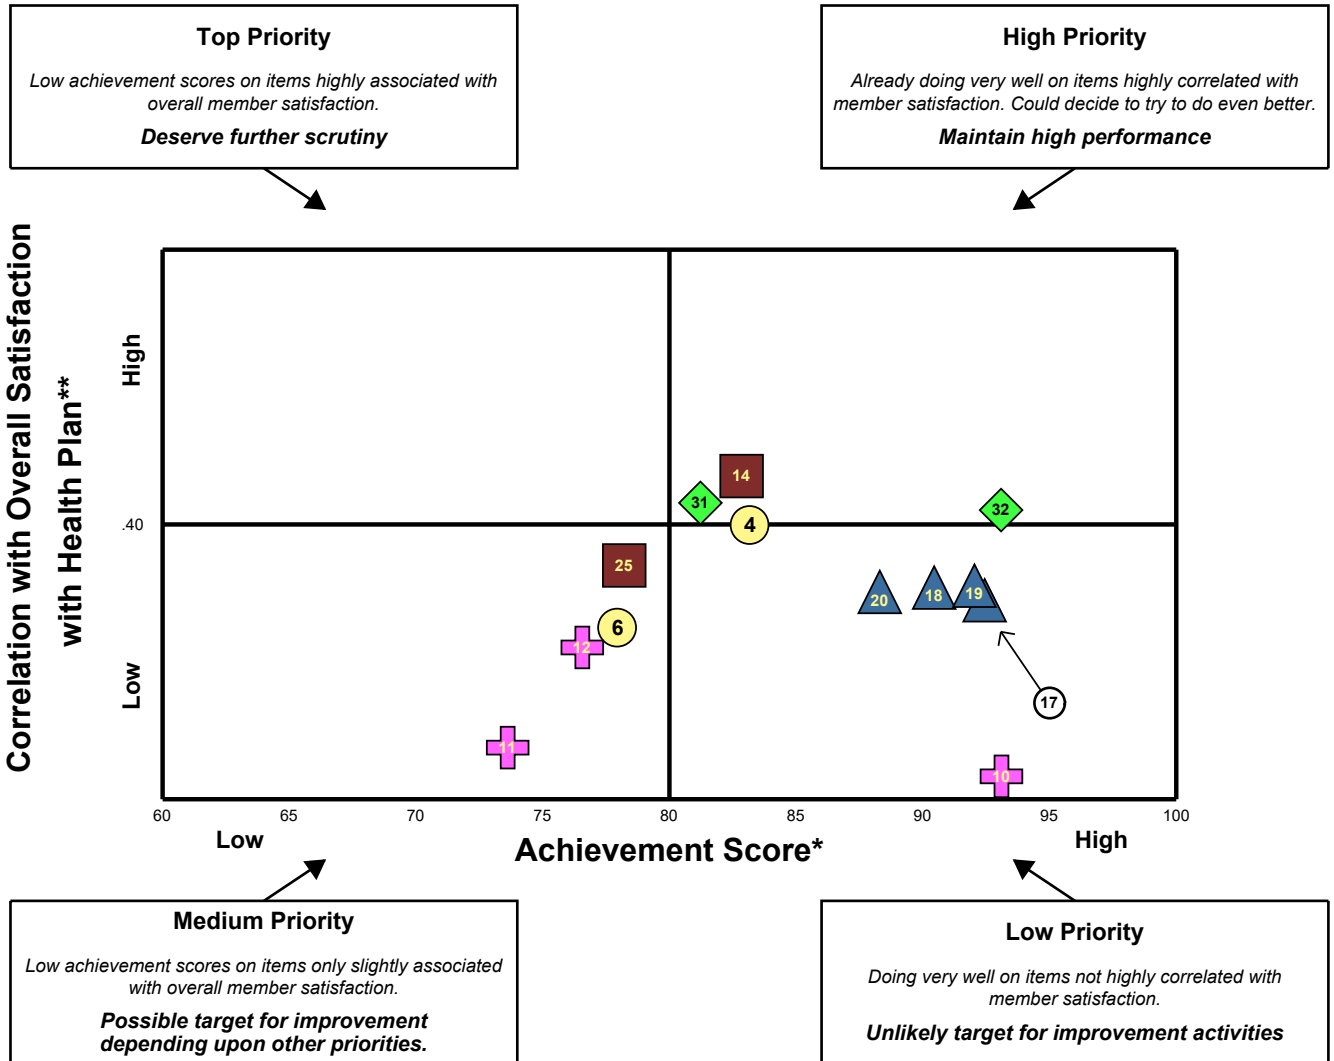 Top Priority
Low achievement scores on items highly associated with
overall member satisfaction.
Deserve further scrutiny
High Priority
Already doing very well on items highly correlated with
member satisfaction. Could decide to try to do even better.
Maintain high performance
Correlation with Overall Satisfaction
with Health Plan**
High
.40
Low
14
31
32
4
25
20
18
19
6
12
17
11
10
60 65 70 75 80 85 90 95 100
Low
Achievement Score*
High
Medium Priority
Low achievement scores on items only slightly associated
with overall member satisfaction.
Possible target for improvement
depending upon other priorities.
Low Priority
Doing very well on items not highly correlated with
member satisfaction.
Unlikely target for improvement activities